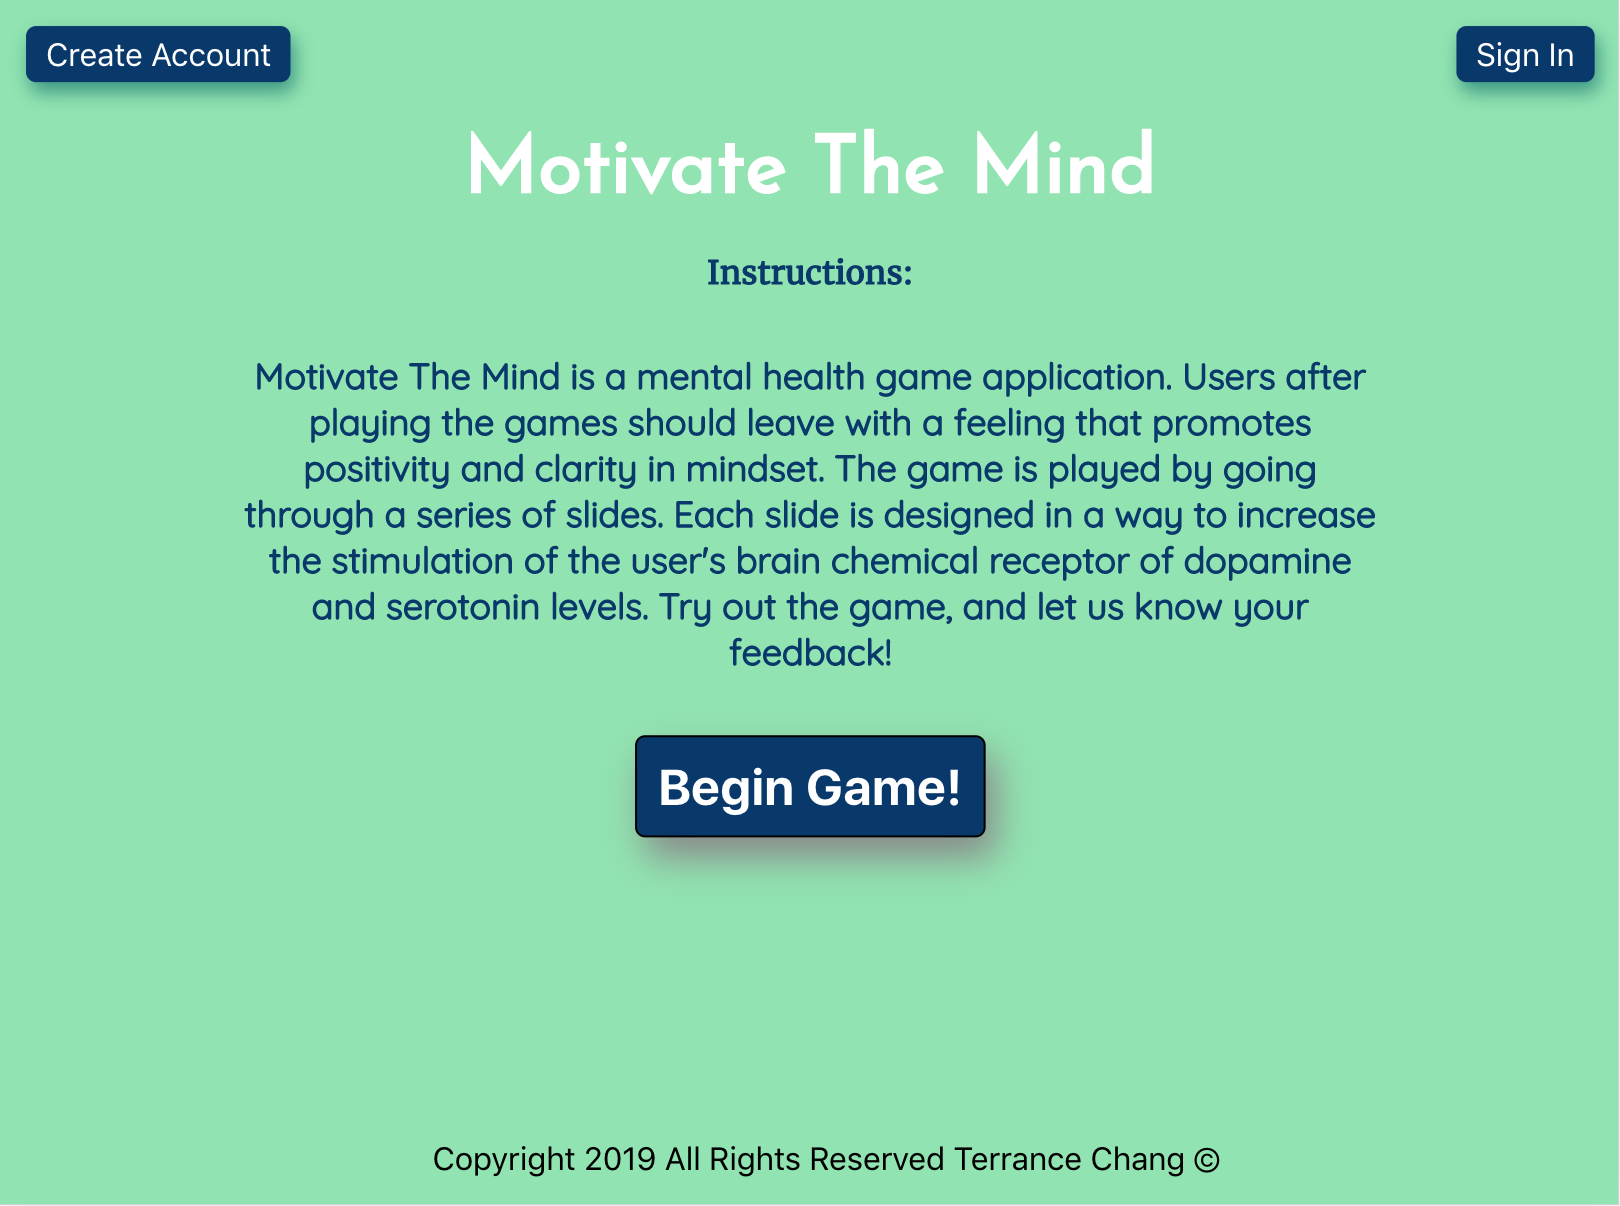 Create Account
Sign In
Motivate The Mind
Instructions:
Motivate The Mind is a mental health game application. Users after
playing the games should leave with a feeling that promotes
positivity and clarity in mindset. The game is played by going
through a series of slides. Each slide is designed in a way to increase
the stimulation of the user's brain chemical receptor of dopamine
and serotonin levels. Try out the game, and let us know your
feedback!
Begin Game!
Copyright 2019 All Rights Reserved Terrance Chang ©